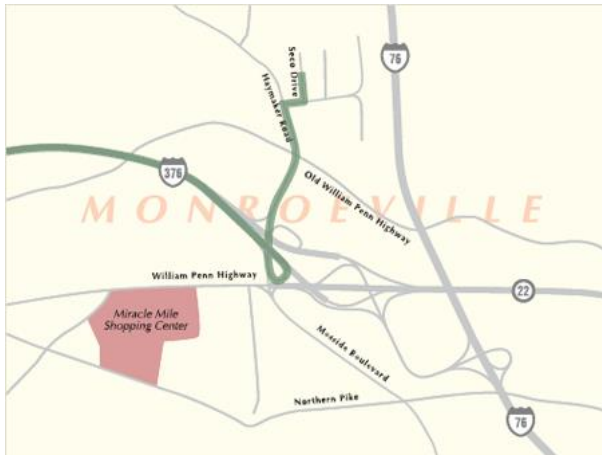 Seco Drive
76
Haymaker Road
376
Old William Penn Highway
MONROEVILLE
William Penn Highway
22
Miracle Mile
Shopping Center
Mosside Boulevard
Northern Pike
76